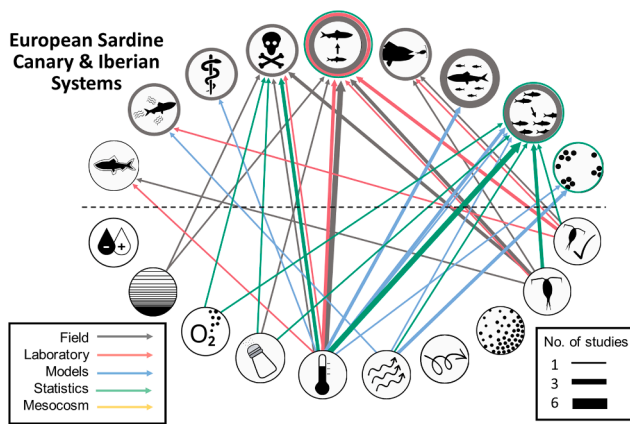 European Sardine
Canary & Iberian
Systems
O2
Field
Laboratory
Models
Statistics
Mesocosm
No. of studies
1
3
6